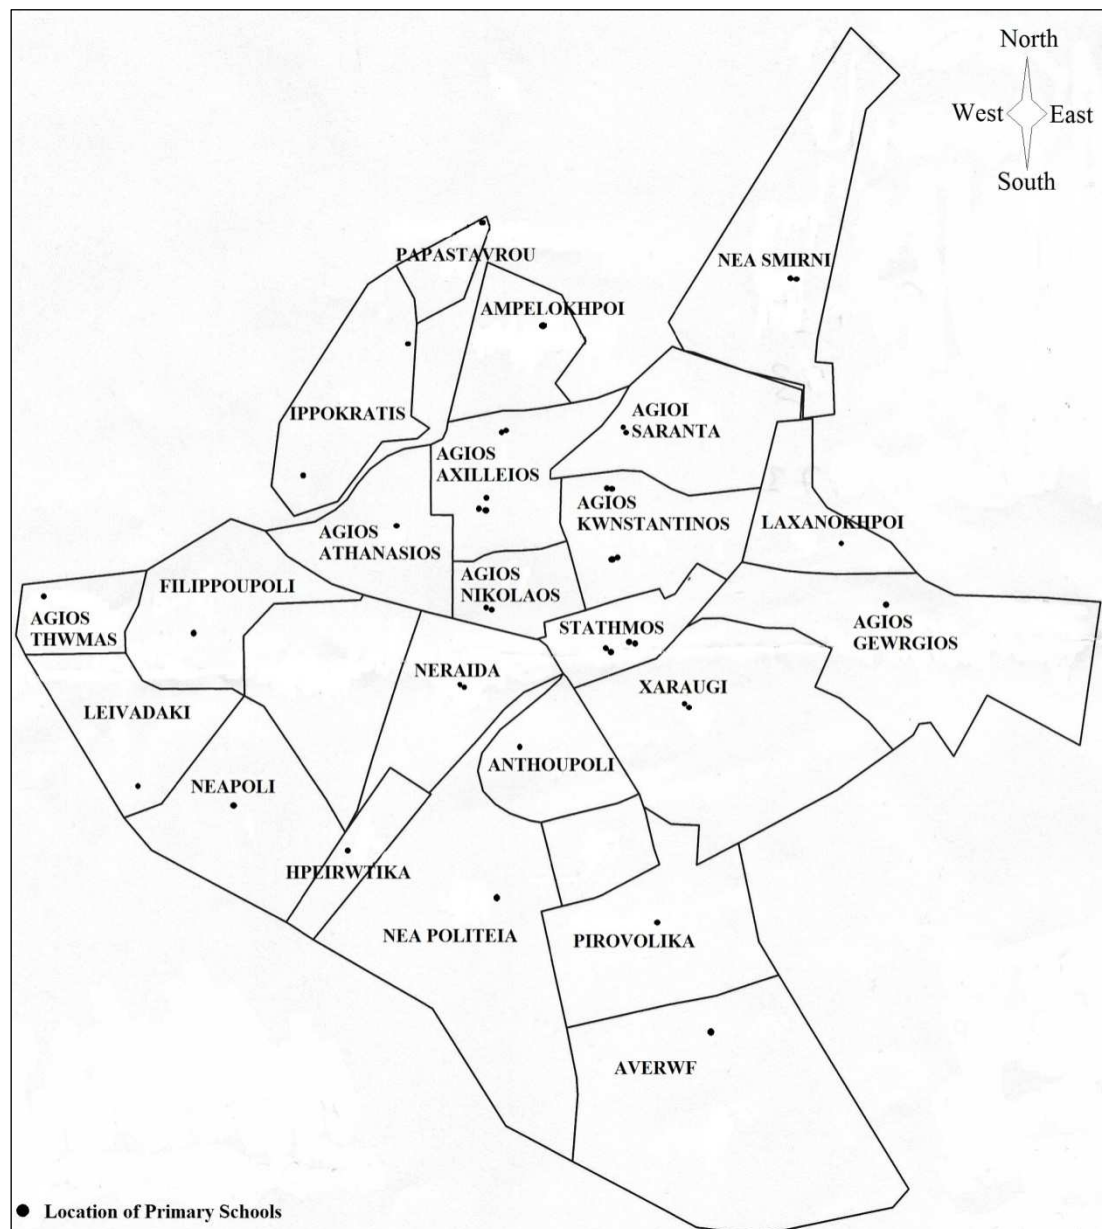 North
West East
South
PAPASTAVROU
NEA SMIRNI
AMPELOKHPOI
IPPOKRATIS
AGIOI
SARANTA
AGIOS
AXILLEIOS
AGIOS
KWNSTANTINOS
LAXANOKHPOI
AGIOS
ATHANASIOS
FILIPPOUPOLI
AGIOS
NIKOLAOS
AGIOS
THWMAS
STATHMOS
AGIOS
GEWRGIOS
NERAIDA
XARAUGI
LEIVADAKI
ANTHOUPOLI
NEAPOLI
HPEIRWTIKA
NEA POLITEIA
PIROVOLIKA
AVERWF
Location of Primary Schools